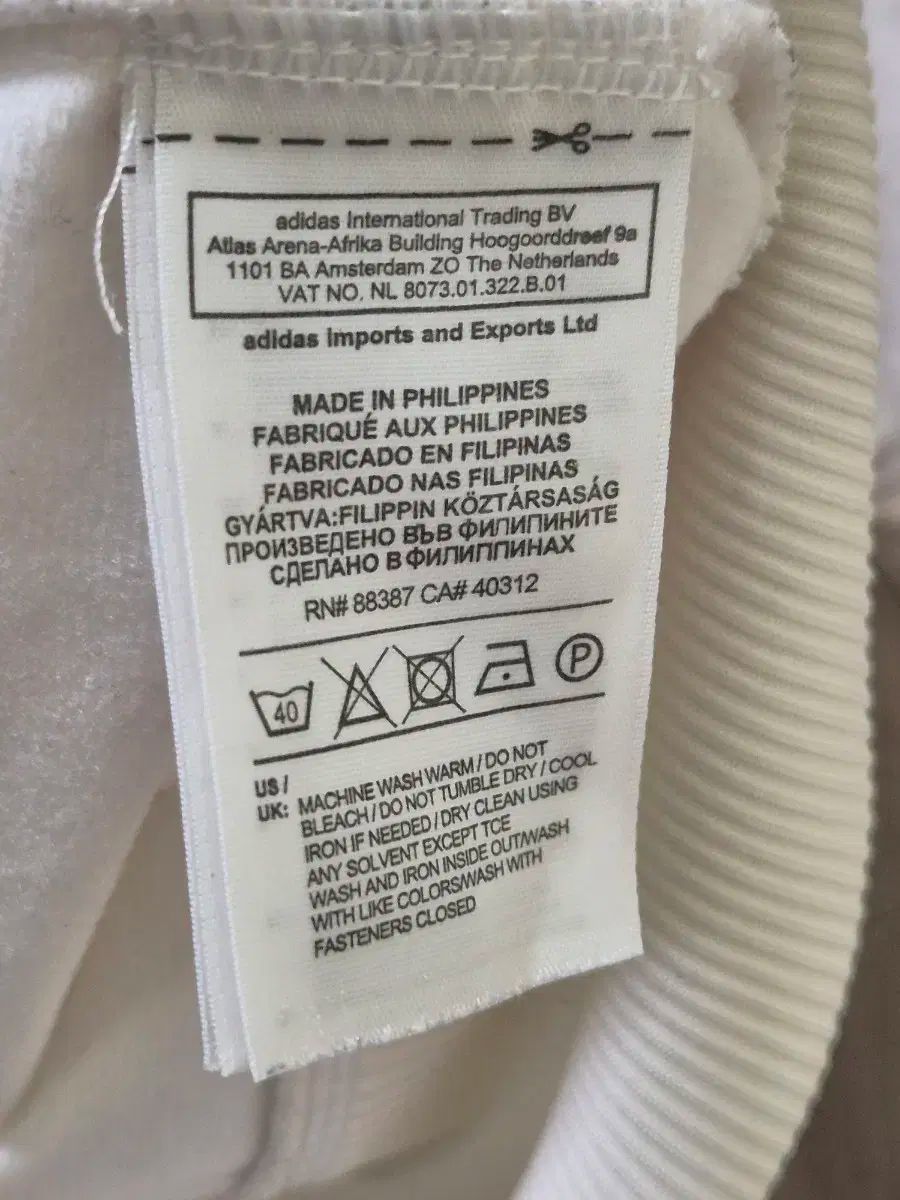 adidas International Trading BV
Atlas Arena-Afrika Building Hoogoorddreef 9a
1101 BA Amsterdam ZO The Netherlands
VAT NO. NL 8073.01.322.B.01
adidas Imports and Exports Ltd
MADE IN PHILIPPINES
FABRIQUÉ AUX PHILIPPINES
FABRICADO EN FILIPINAS
FABRICADO NAS FILIPINAS
GYÁRTVA:FILIPPIN KÖZTÁRSASÁG
ПРОИЗВЕДЕНО ВЪВ ФИЛИПИНИТЕ
СДЕЛАНО В ФИЛИППИНАХ
RN# 88387 CA# 40312
40 P
US /
UK: MACHINE WASH WARM / DO NOT
BLEACH / DO NOT TUMBLE DRY / COOL
IRON IF NEEDED / DRY CLEAN USING
ANY SOLVENT EXCEPT TCE
WASH AND IRON INSIDE OUT/WASH
WITH LIKE COLORS/WASH WITH
FASTENERS CLOSED